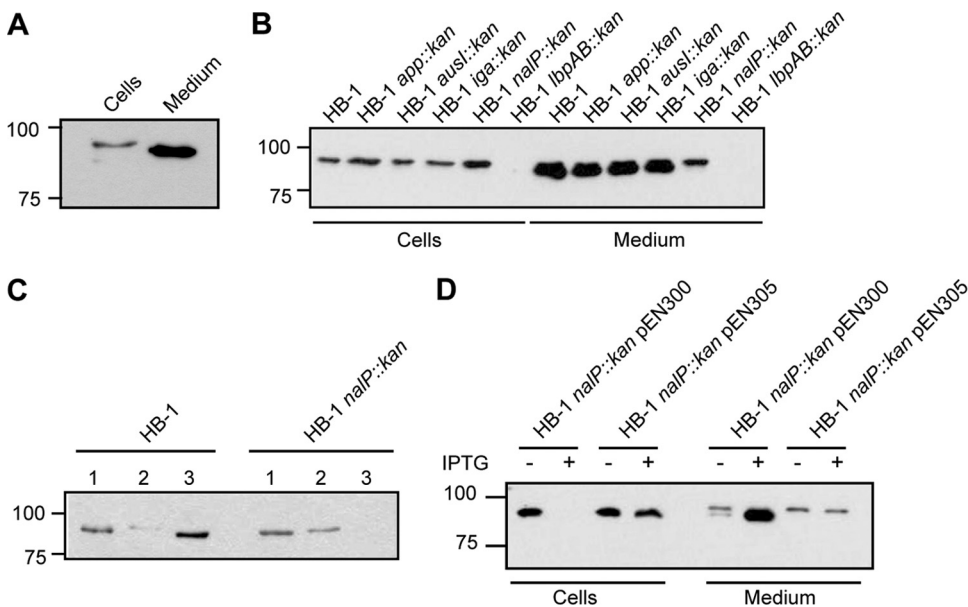 A
Cells
Medium
100
75
B
HB-1
HB-1 app::kan
HB-1 ausI::kan
HB-1 iga::kan
HB-1 nalP::kan
HB-1 lbpAB::kan
HB-1
HB-1 app::kan
HB-1 ausI::kan
HB-1 iga::kan
HB-1 nalP::kan
HB-1 lbpAB::kan
100
75
Cells
Medium
C
HB-1
HB-1 nalP::kan
1 2 3 1 2 3
100
75
D
HB-1 nalP::kan pEN300
HB-1 nalP::kan pEN305
HB-1 nalP::kan pEN300
HB-1 nalP::kan pEN305
IPTG - + - + - + - +
100
75
Cells
Medium